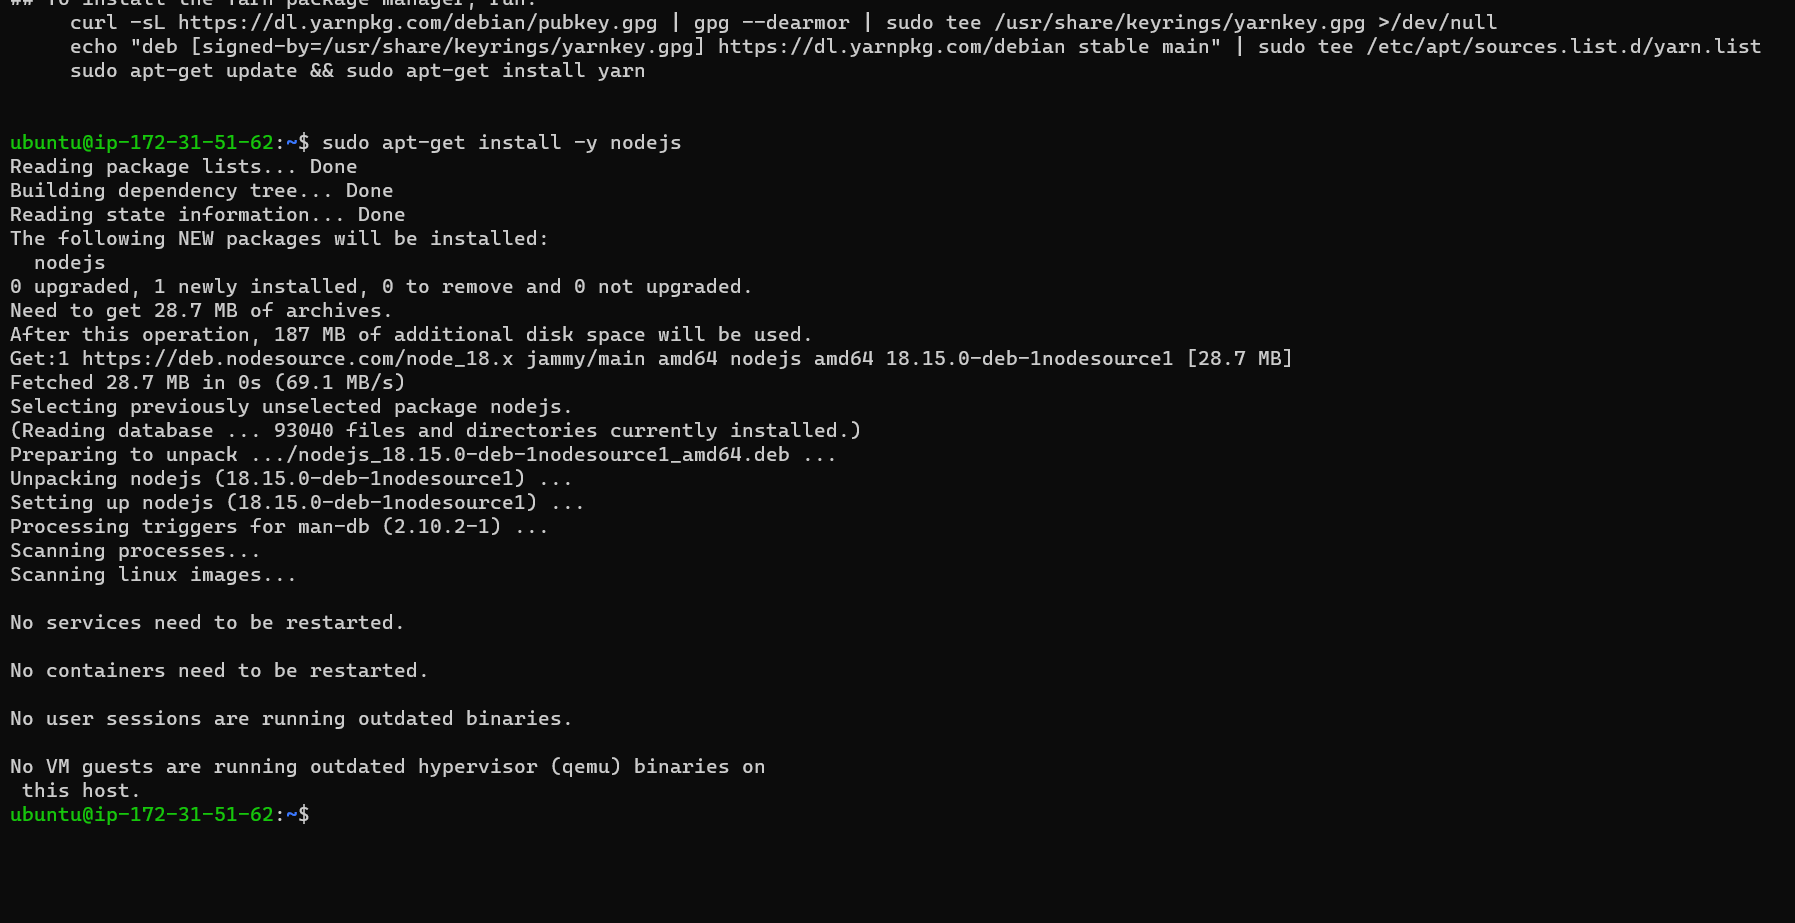 ## To install the Yarn package manager, run:
     curl -sL https://dl.yarnpkg.com/debian/pubkey.gpg | gpg --dearmor | sudo tee /usr/share/keyrings/yarnkey.gpg >/dev/null
     echo "deb [signed-by=/usr/share/keyrings/yarnkey.gpg] https://dl.yarnpkg.com/debian stable main" | sudo tee /etc/apt/sources.list.d/yarn.list
     sudo apt-get update && sudo apt-get install yarn
ubuntu@ip-172-31-51-62:~$ sudo apt-get install -y nodejs
Reading package lists... Done
Building dependency tree... Done
Reading state information... Done
The following NEW packages will be installed:
  nodejs
0 upgraded, 1 newly installed, 0 to remove and 0 not upgraded.
Need to get 28.7 MB of archives.
After this operation, 187 MB of additional disk space will be used.
Get:1 https://deb.nodesource.com/node_18.x jammy/main amd64 nodejs amd64 18.15.0-deb-1nodesource1 [28.7 MB]
Fetched 28.7 MB in 0s (69.1 MB/s)
Selecting previously unselected package nodejs.
(Reading database ... 93040 files and directories currently installed.)
Preparing to unpack .../nodejs_18.15.0-deb-1nodesource1_amd64.deb ...
Unpacking nodejs (18.15.0-deb-1nodesource1) ...
Setting up nodejs (18.15.0-deb-1nodesource1) ...
Processing triggers for man-db (2.10.2-1) ...
Scanning processes...
Scanning linux images...
No services need to be restarted.
No containers need to be restarted.
No user sessions are running outdated binaries.
No VM guests are running outdated hypervisor (qemu) binaries on
 this host.
ubuntu@ip-172-31-51-62:~$